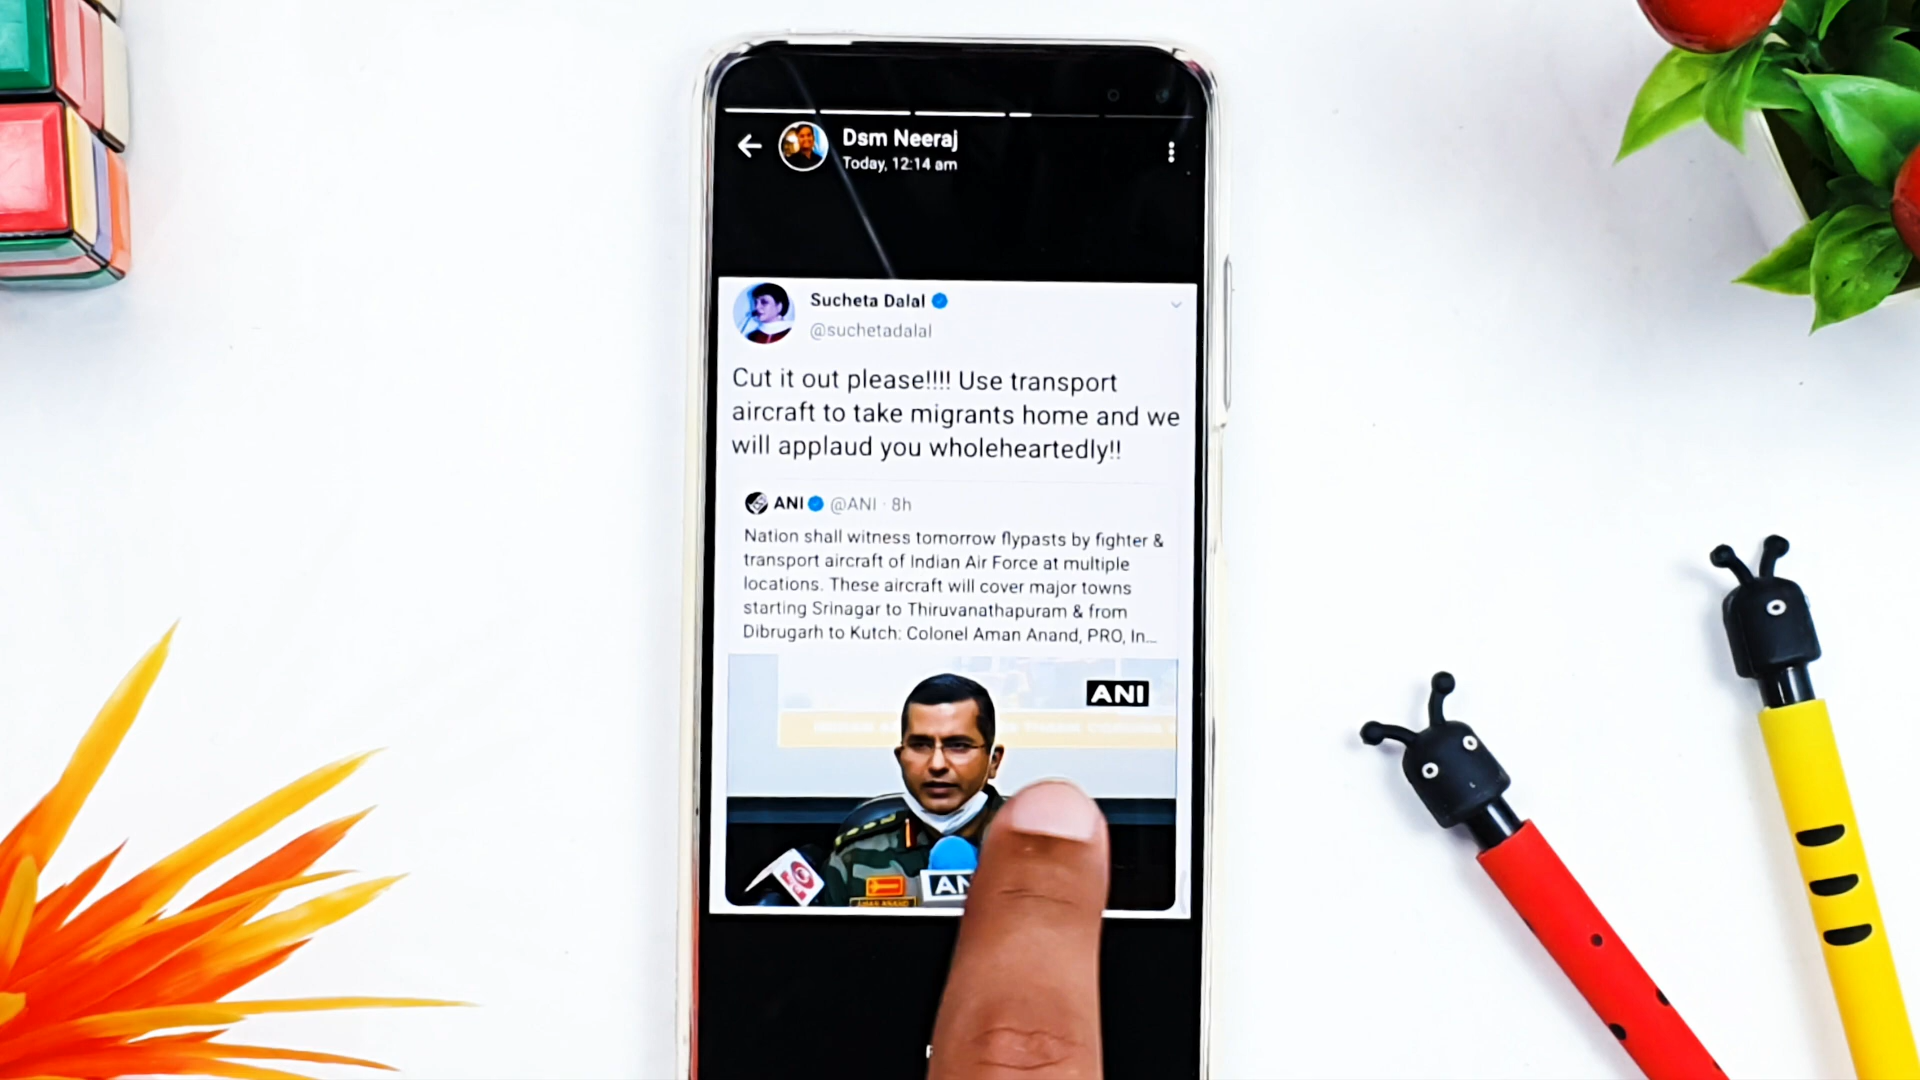 Dsm Neeraj
Today, 12:14 am
Sucheta Dalal
@suchetadalal
Cut it out please!!!! Use transport
aircraft to take migrants home and we
will applaud you wholeheartedly!!
ANI @ANI · 8h
Nation shall witness tomorrow flypasts by fighter &
transport aircraft of Indian Air Force at multiple
locations. These aircraft will cover major towns
starting Srinagar to Thiruvanathapuram & from
Dibrugarh to Kutch: Colonel Aman Anand, PRO, In...
ANI
AN
AMAN ANAND